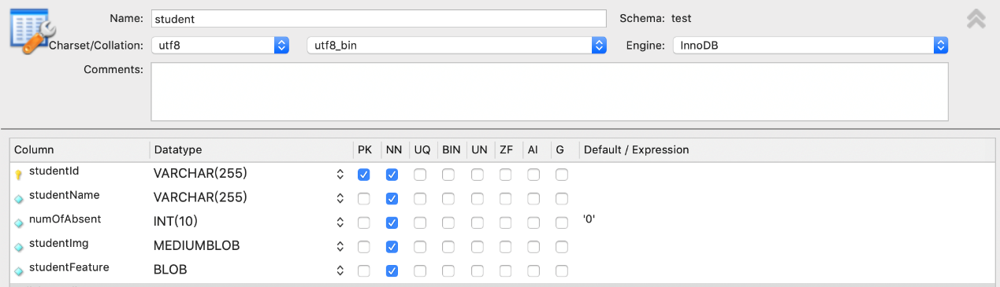 Name: student Schema: test
Charset/Collation: utf8 utf8_bin Engine: InnoDB
Comments:
Column Datatype PK NN UQ BIN UN ZF AI G Default / Expression
studentId VARCHAR(255)
studentName VARCHAR(255)
numOfAbsent INT(10) '0'
studentImg MEDIUMBLOB
studentFeature BLOB